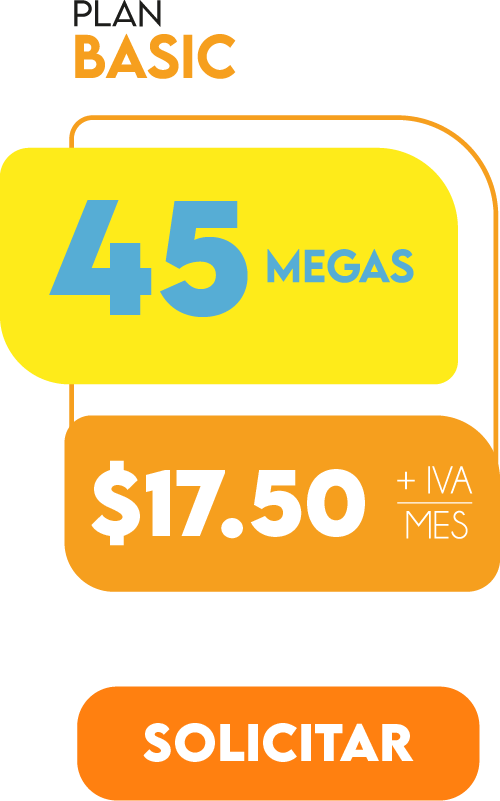 PLAN
BASIC
45 MEGAS
$17.50 + IVA
MES
SOLICITAR